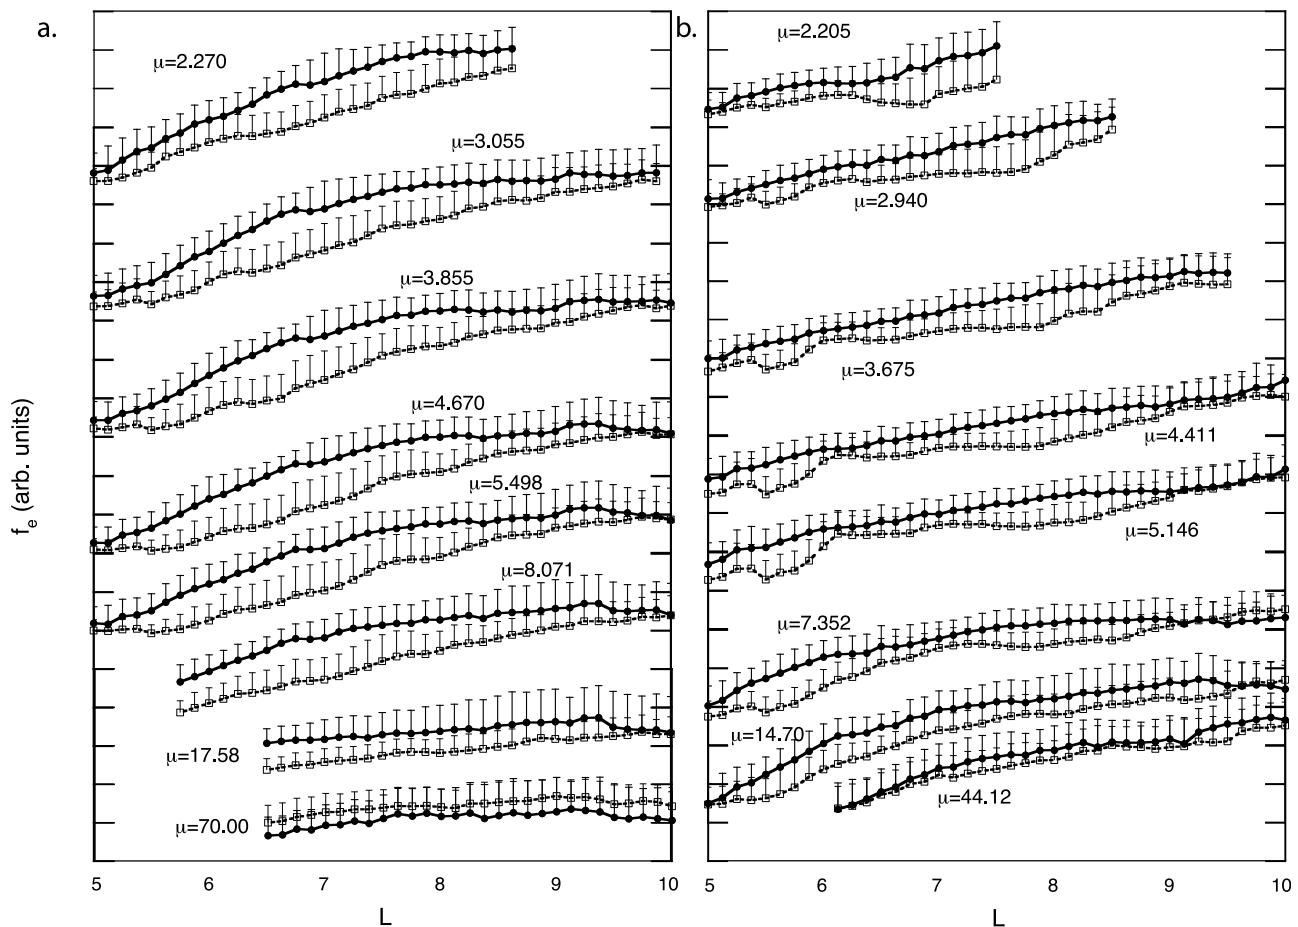 a.
μ=2.270
μ=3.055
μ=3.855
μ=4.670
μ=5.498
μ=8.071
μ=17.58
μ=70.00
f_e (arb. units)
5 6 7 8 9 10
L
b.
μ=2.205
μ=2.940
μ=3.675
μ=4.411
μ=5.146
μ=7.352
μ=14.70
μ=44.12
5 6 7 8 9 10
L